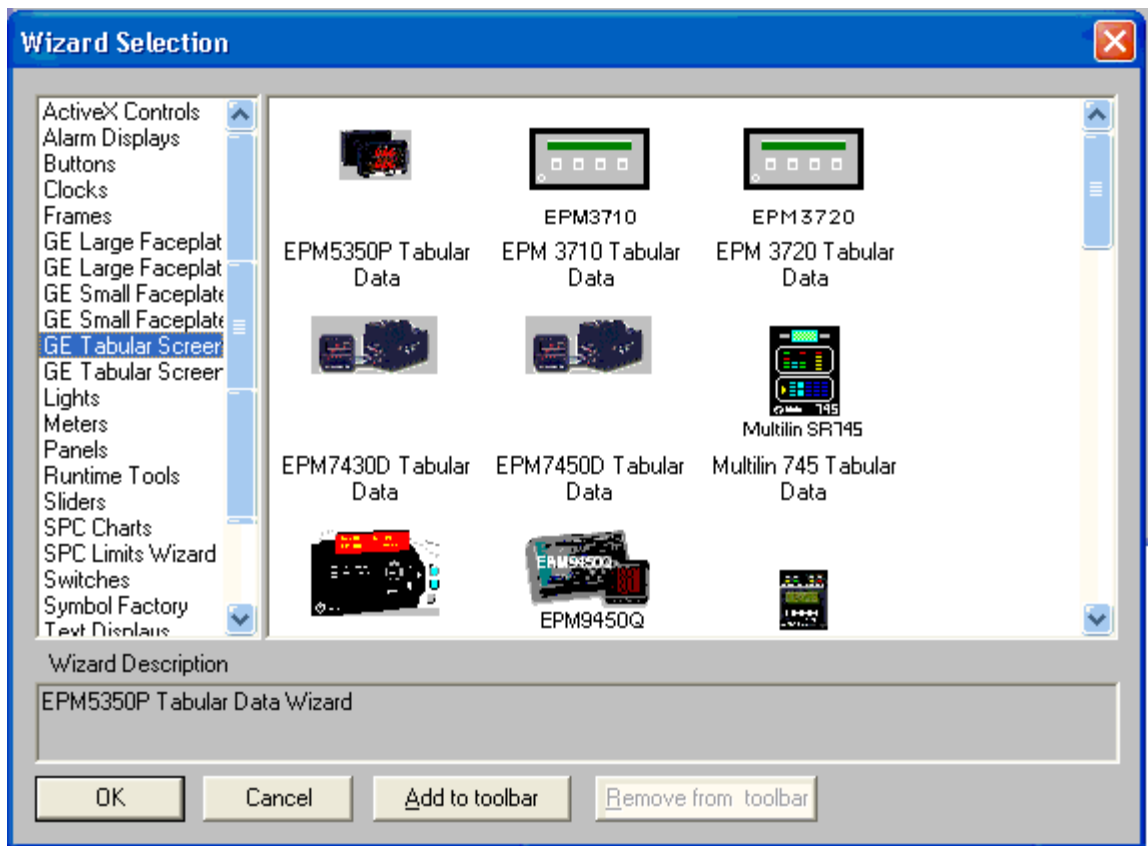 Wizard Selection
ActiveX Controls
Alarm Displays
Buttons
Clocks
Frames
GE Large Faceplat
GE Large Faceplat
GE Small Faceplate
GE Small Faceplate
GE Tabular Screen
GE Tabular Screen
Lights
Meters
Panels
Runtime Tools
Sliders
SPC Charts
SPC Limits Wizard
Switches
Symbol Factory
Text Displays
EPM3710
EPM3720
EPM5350P Tabular Data
EPM 3710 Tabular Data
EPM 3720 Tabular Data
745
Multilin SR745
EPM7430D Tabular Data
EPM7450D Tabular Data
Multilin 745 Tabular Data
EPM9450Q
EPM9450Q
Wizard Description
EPM5350P Tabular Data Wizard
OK
Cancel
Add to toolbar
Remove from toolbar